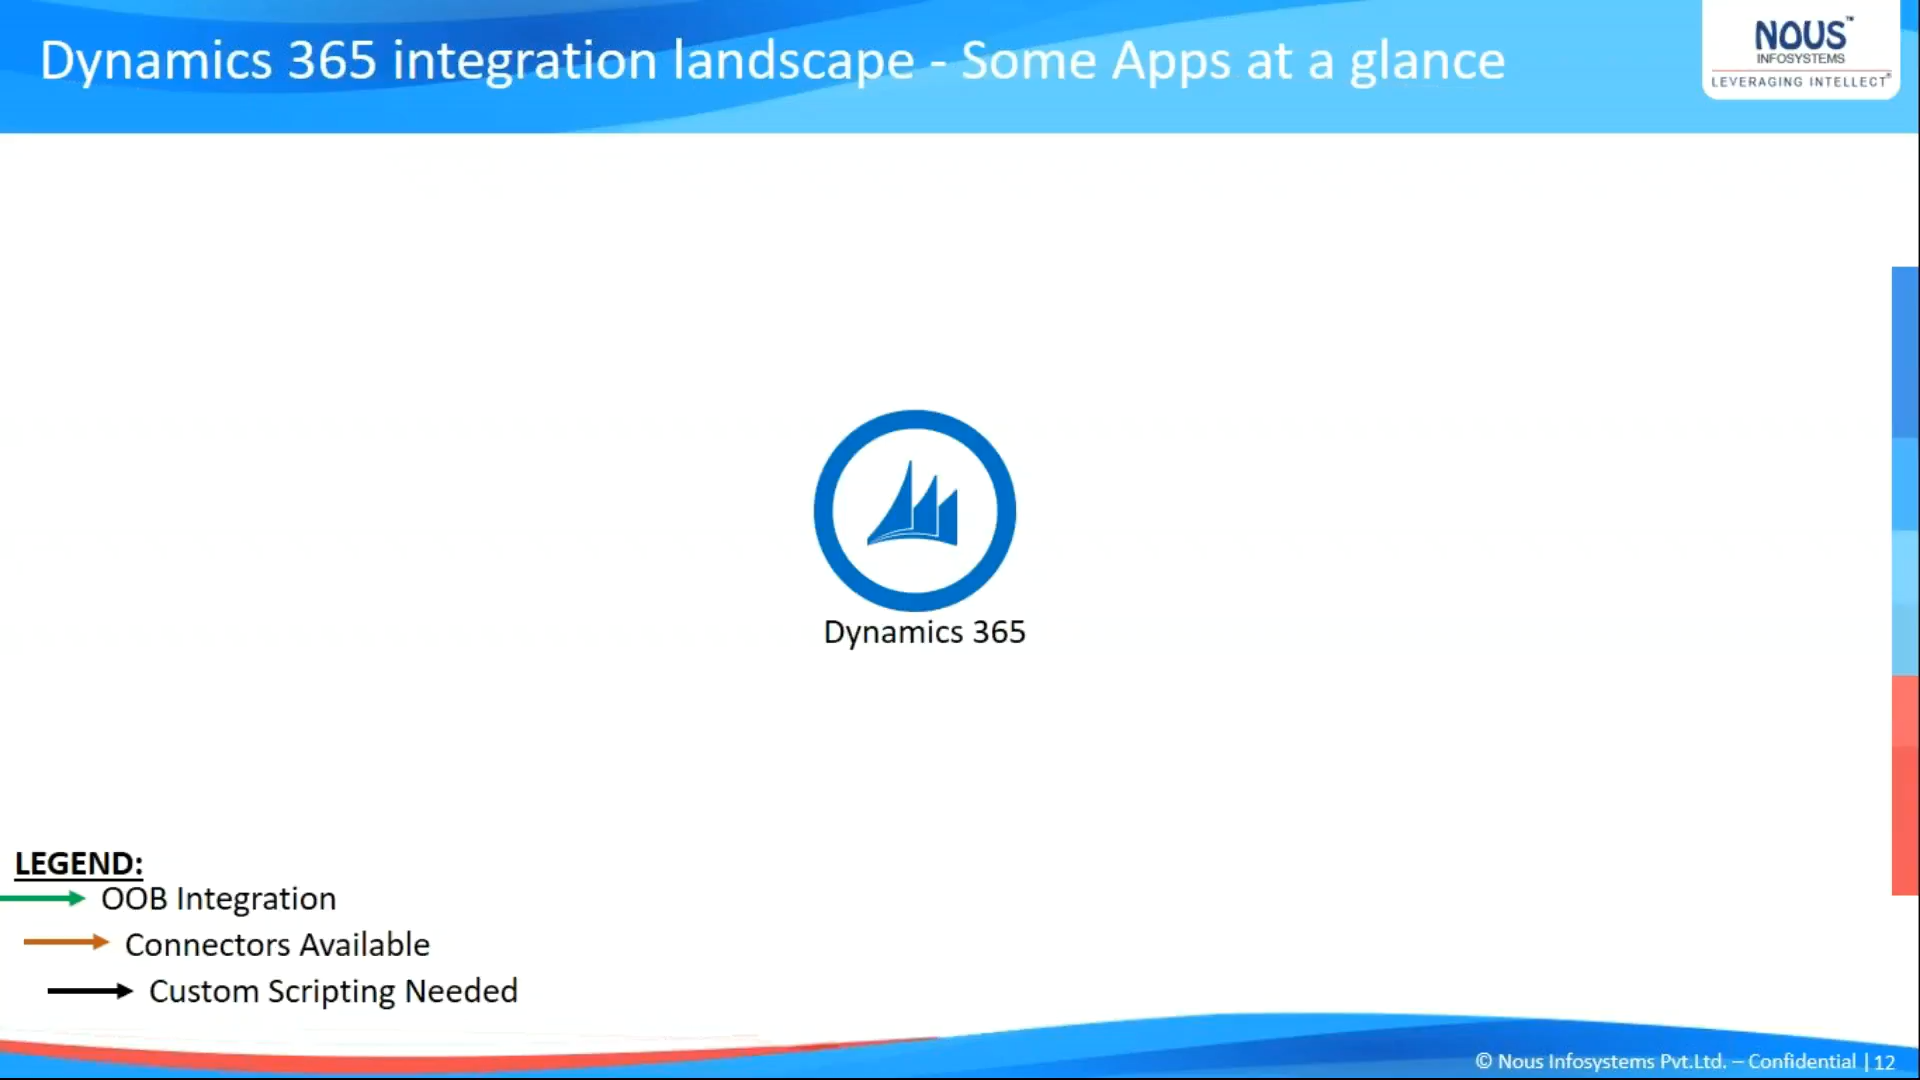 Dynamics 365 integration landscape - Some Apps at a glance
NOUS™
INFOSYSTEMS
LEVERAGING INTELLECT®
Dynamics 365
LEGEND:
OOB Integration
Connectors Available
Custom Scripting Needed
© Nous Infosystems Pvt.Ltd. – Confidential | 12